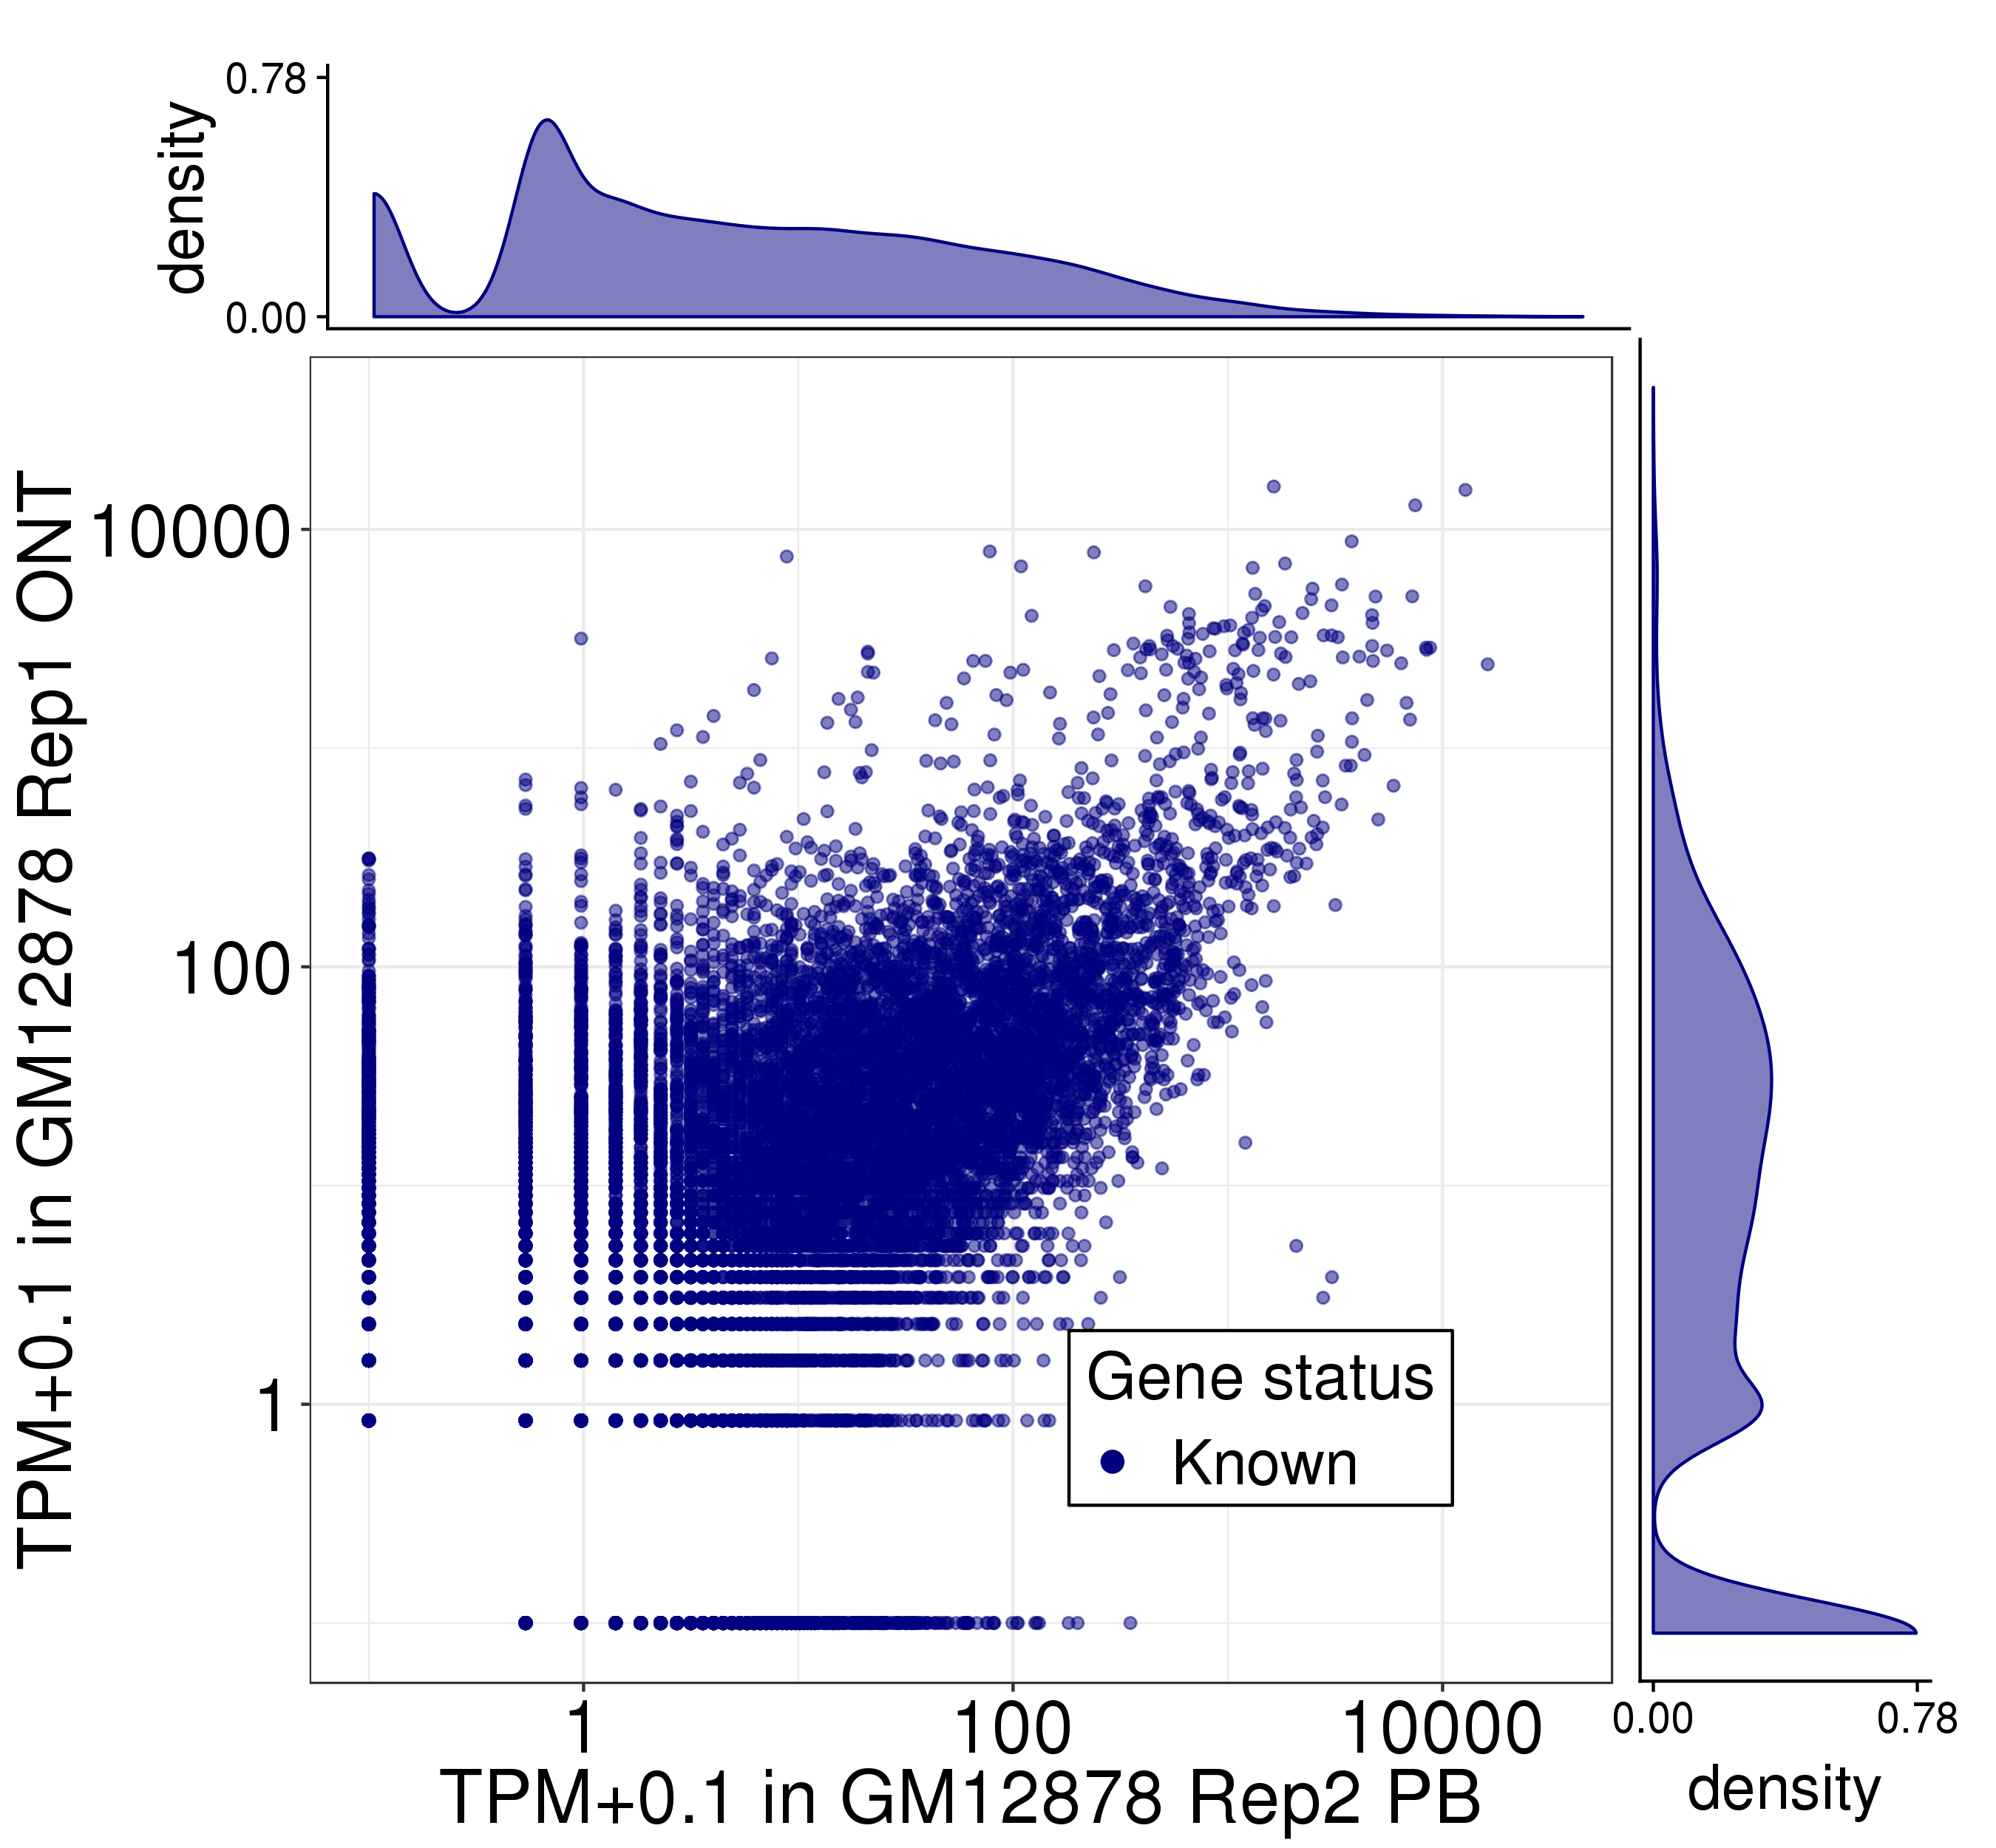 0.78
density
0.00
TPM+0.1 in GM12878 Rep1 ONT
10000
100
1
Gene status
Known
1 100 10000
TPM+0.1 in GM12878 Rep2 PB
0.00 0.78
density